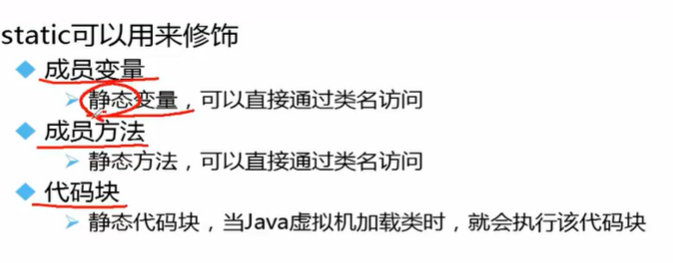 static可以用来修饰
成员变量
静态变量，可以直接通过类名访问
成员方法
静态方法，可以直接通过类名访问
代码块
静态代码块，当Java虚拟机加载类时，就会执行该代码块